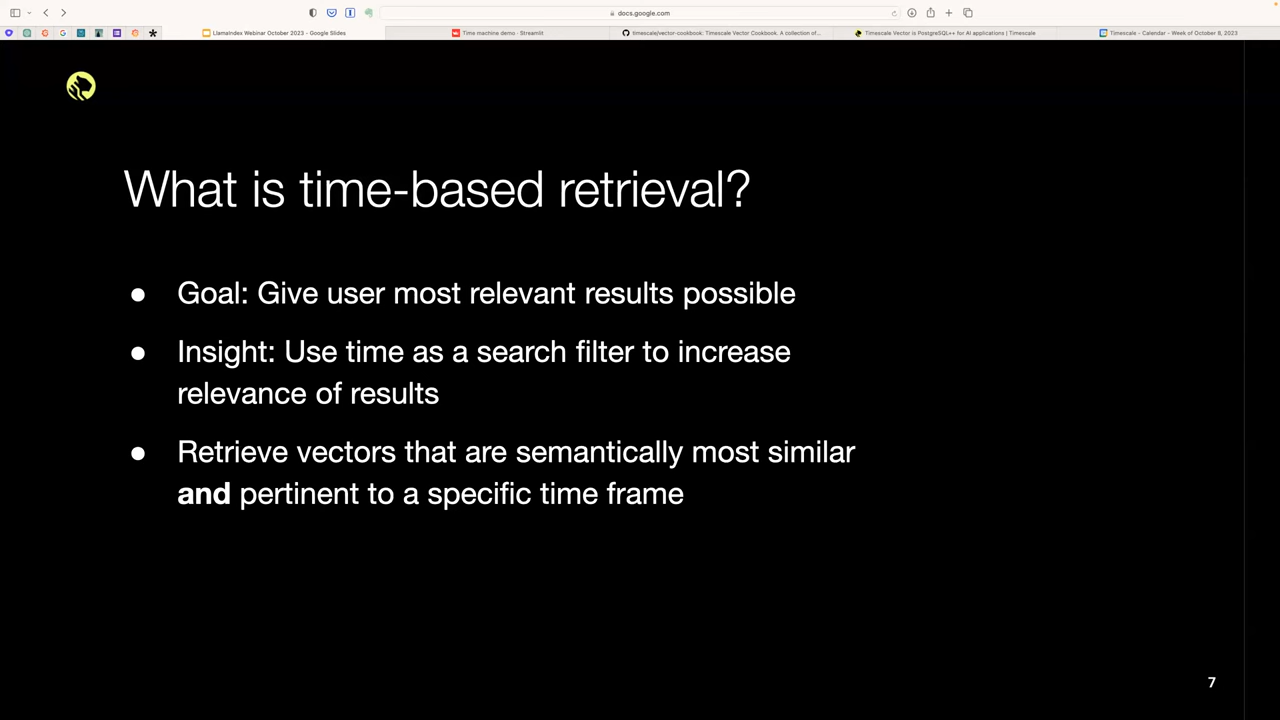 docs.google.com
LlamaIndex Webinar October 2023 - Google Slides
Time machine demo · Streamlit
timescale/vector-cookbook: Timescale Vector Cookbook. A collection of...
Timescale Vector is PostgreSQL++ for AI applications | Timescale
Timescale - Calendar - Week of October 8, 2023
What is time-based retrieval?
● Goal: Give user most relevant results possible
● Insight: Use time as a search filter to increase
relevance of results
● Retrieve vectors that are semantically most similar
and pertinent to a specific time frame
7